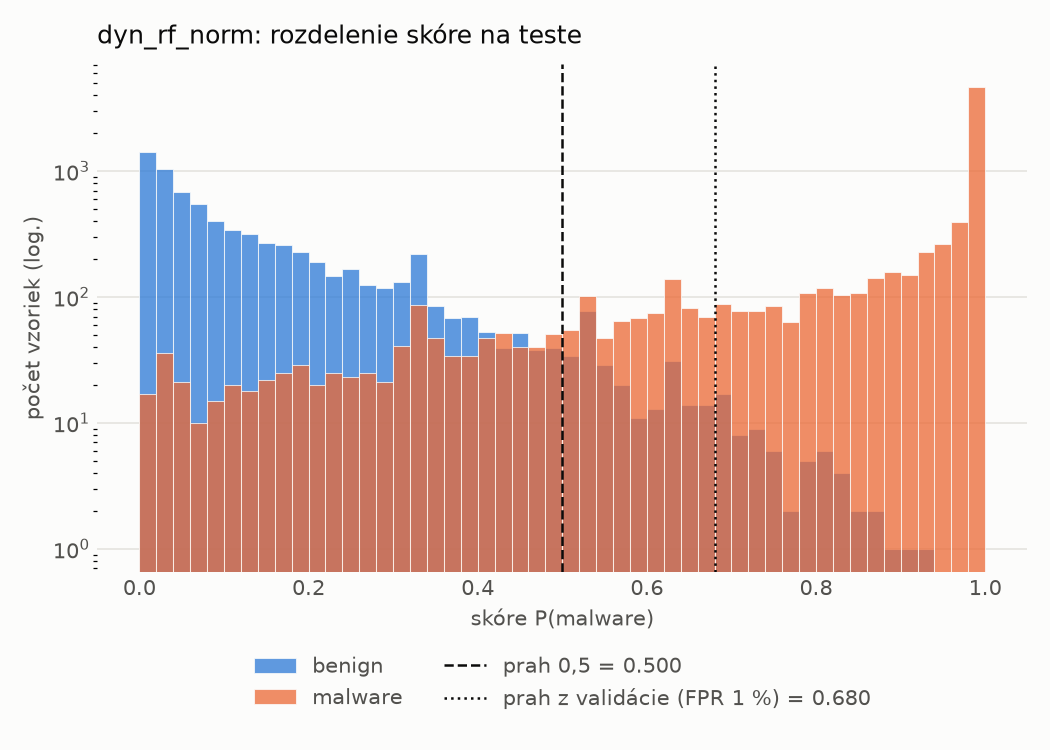 dyn_rf_norm: rozdelenie skóre na teste
počet vzoriek (log.)
10³
10²
10¹
10⁰
0.0 0.2 0.4 0.6 0.8 1.0
skóre P(malware)
benign
malware
prah 0,5 = 0.500
prah z validácie (FPR 1 %) = 0.680